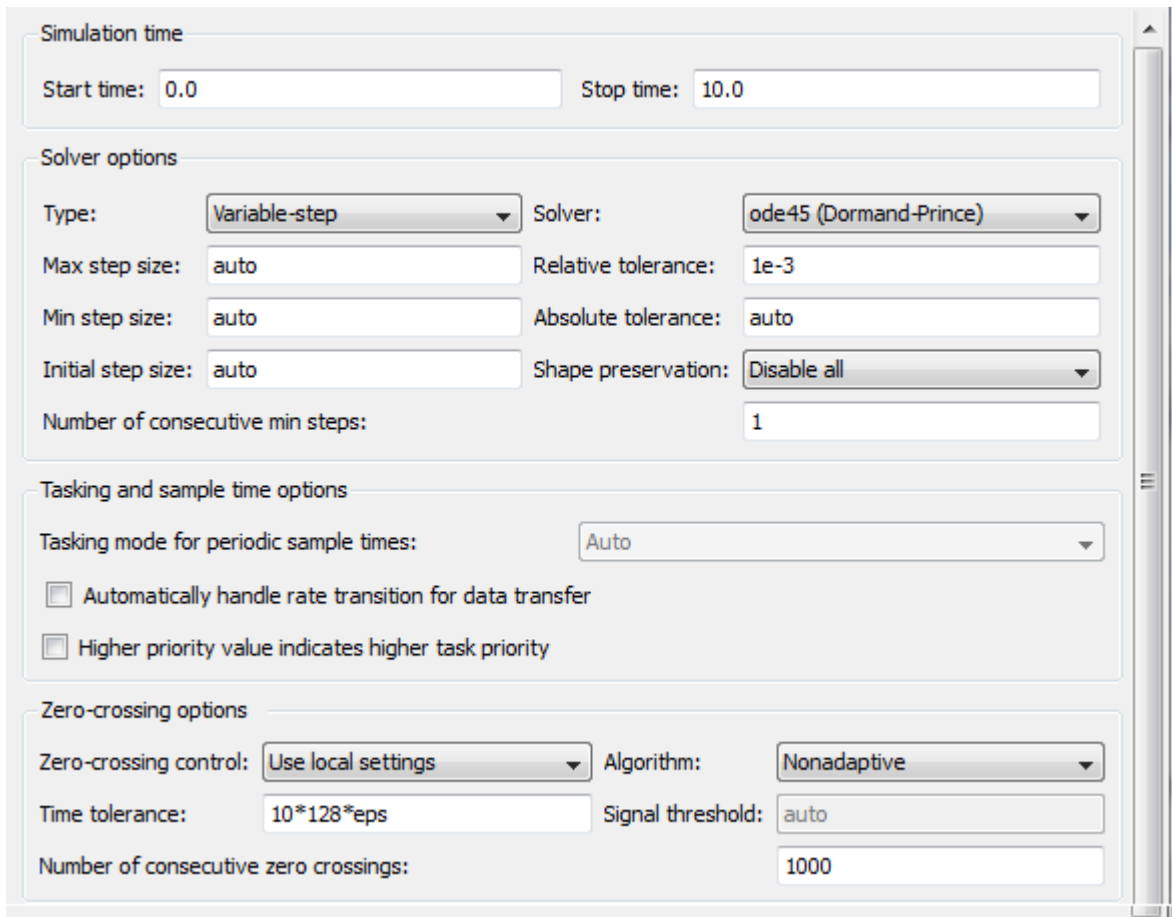 Simulation time
Start time: 0.0 Stop time: 10.0
Solver options
Type: Variable-step Solver: ode45 (Dormand-Prince)
Max step size: auto Relative tolerance: 1e-3
Min step size: auto Absolute tolerance: auto
Initial step size: auto Shape preservation: Disable all
Number of consecutive min steps: 1
Tasking and sample time options
Tasking mode for periodic sample times: Auto
Automatically handle rate transition for data transfer
Higher priority value indicates higher task priority
Zero-crossing options
Zero-crossing control: Use local settings Algorithm: Nonadaptive
Time tolerance: 10*128*eps Signal threshold: auto
Number of consecutive zero crossings: 1000